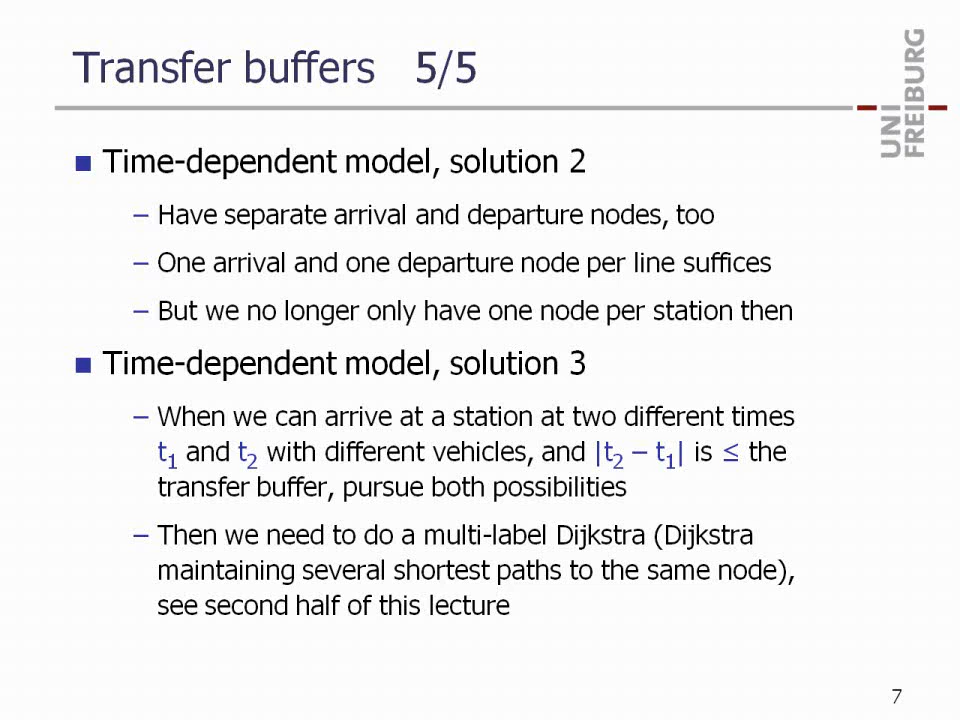 Transfer buffers 5/5
UNI
FREIBURG
Time-dependent model, solution 2
– Have separate arrival and departure nodes, too
– One arrival and one departure node per line suffices
– But we no longer only have one node per station then
Time-dependent model, solution 3
– When we can arrive at a station at two different times
t₁ and t₂ with different vehicles, and |t₂ – t₁| is ≤ the
transfer buffer, pursue both possibilities
– Then we need to do a multi-label Dijkstra (Dijkstra
maintaining several shortest paths to the same node),
see second half of this lecture
7